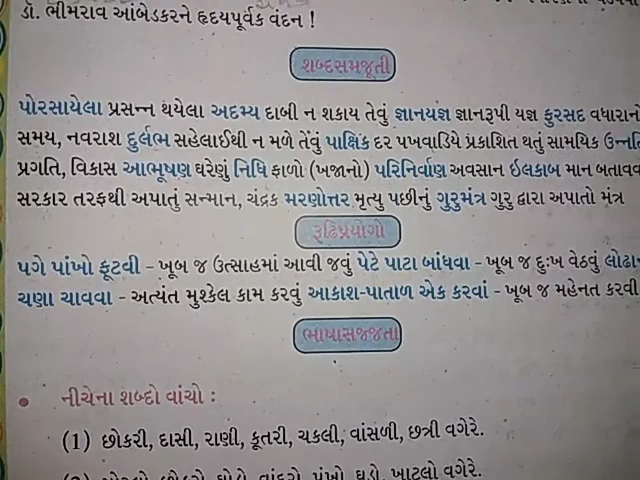 ડૉ. ભીમરાવ આંબેડકરને હૃદયપૂર્વક વંદન !
શબ્દસમજૂતી
પોરસાયેલા પ્રસન્ન થયેલા અદમ્ય દાબી ન શકાય તેવું જ્ઞાનયજ્ઞ જ્ઞાનરૂપી યજ્ઞ ફુરસદ વધારાનો
સમય, નવરાશ દુર્લભ સહેલાઈથી ન મળે તેવું પાક્ષિક દર પખવાડિયે પ્રકાશિત થતું સામયિક
પ્રગતિ, વિકાસ આભૂષણ ઘરેણું નિધિ ફાળો (ખજાનો) પરિનિર્વાણ અવસાન ઇલકાબ માન
સરકાર તરફથી અપાતું સન્માન, ચંદ્રક મરણોત્તર મૃત્યુ પછીનું ગુરુમંત્ર ગુરુ દ્વારા અપાતો મંત્ર
રૂઢિપ્રયોગો
પગે પાંખો ફૂટવી – ખૂબ જ ઉત્સાહમાં આવી જવું પેટે પાટા બાંધવા – ખૂબ જ દુઃખ વેઠવું
ચણા ચાવવા – અત્યંત મુશ્કેલ કામ કરવું આકાશ-પાતાળ એક કરવાં – ખૂબ જ મહેનત કરવી
ભાષાસજ્જતા
• નીચેના શબ્દો વાંચો :
(1) છોકરી, દાસી, રાણી, કૂતરી, ચકલી, વાંસળી, છત્રી વગેરે.
પંખો, ઘડો, ખાટલો વગેરે.